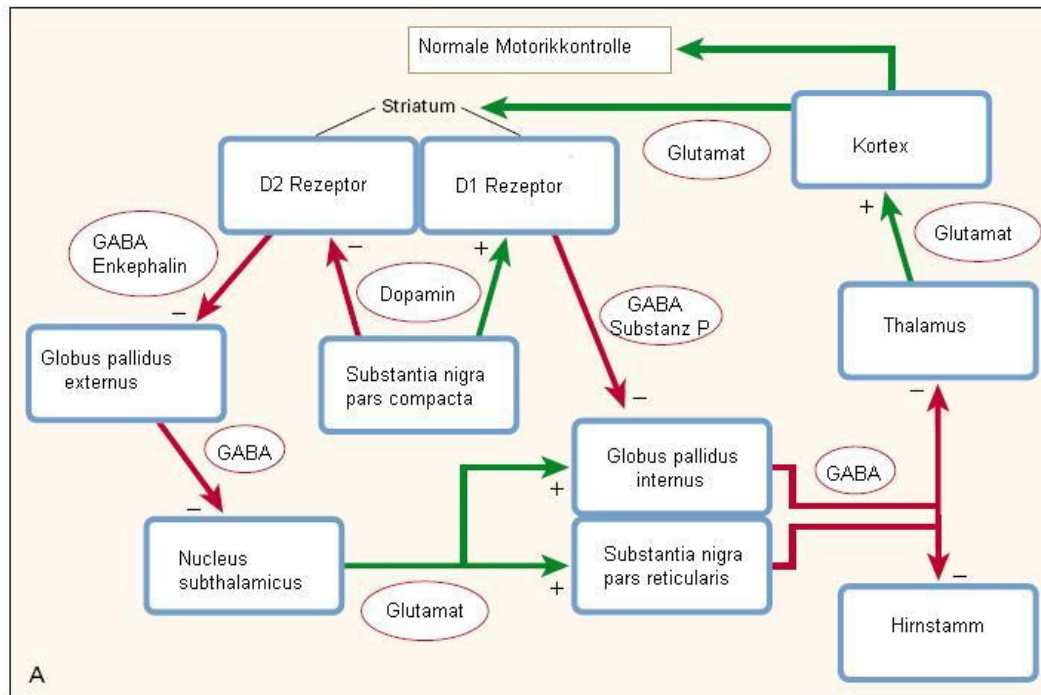 Normale Motorikkontrolle
Striatum
Glutamat
Kortex
D2 Rezeptor
D1 Rezeptor
+
Glutamat
GABA
Enkephalin
–
+
Dopamin
GABA
Substanz P
Thalamus
–
Globus pallidus
externus
Substantia nigra
pars compacta
–
–
GABA
Globus pallidus
internus
GABA
+
–
Nucleus
subthalamicus
Substantia nigra
pars reticularis
+
–
Glutamat
Hirnstamm
A